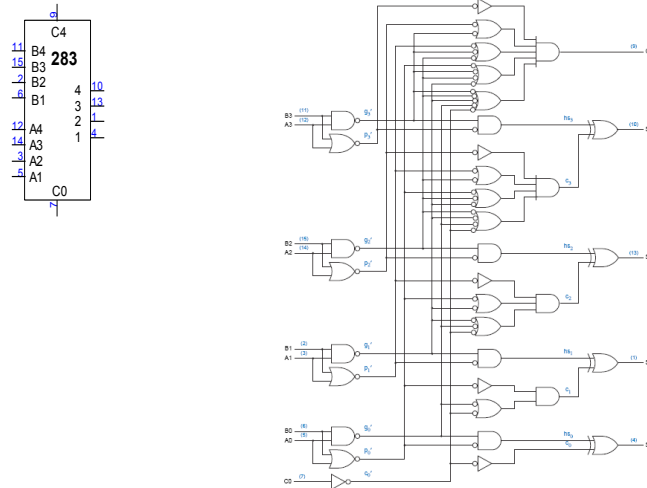 9
C4
283
11 B4
15 B3
2 B2
6 B1
4 10
3 13
2 1
1 4
12 A4
14 A3
3 A2
5 A1
C0
7
(9)
B3 (11) g3'
A3 (12) p3'
hs3
(10) S
c3
B2 (15) g2'
A2 (14) p2'
hs2
(13) S
c2
B1 (2) g1'
A1 (3) p1'
hs1
(1) S
c1
B0 (6) g0'
A0 (5) p0'
hs0
c0
(4) S
C0 (7) c0'